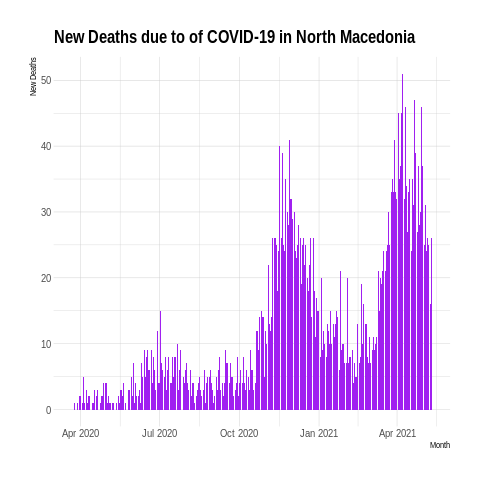 New Deaths due to of COVID-19 in North Macedonia
New Deaths
50
40
30
20
10
0
Apr 2020 Jul 2020 Oct 2020 Jan 2021 Apr 2021
Month